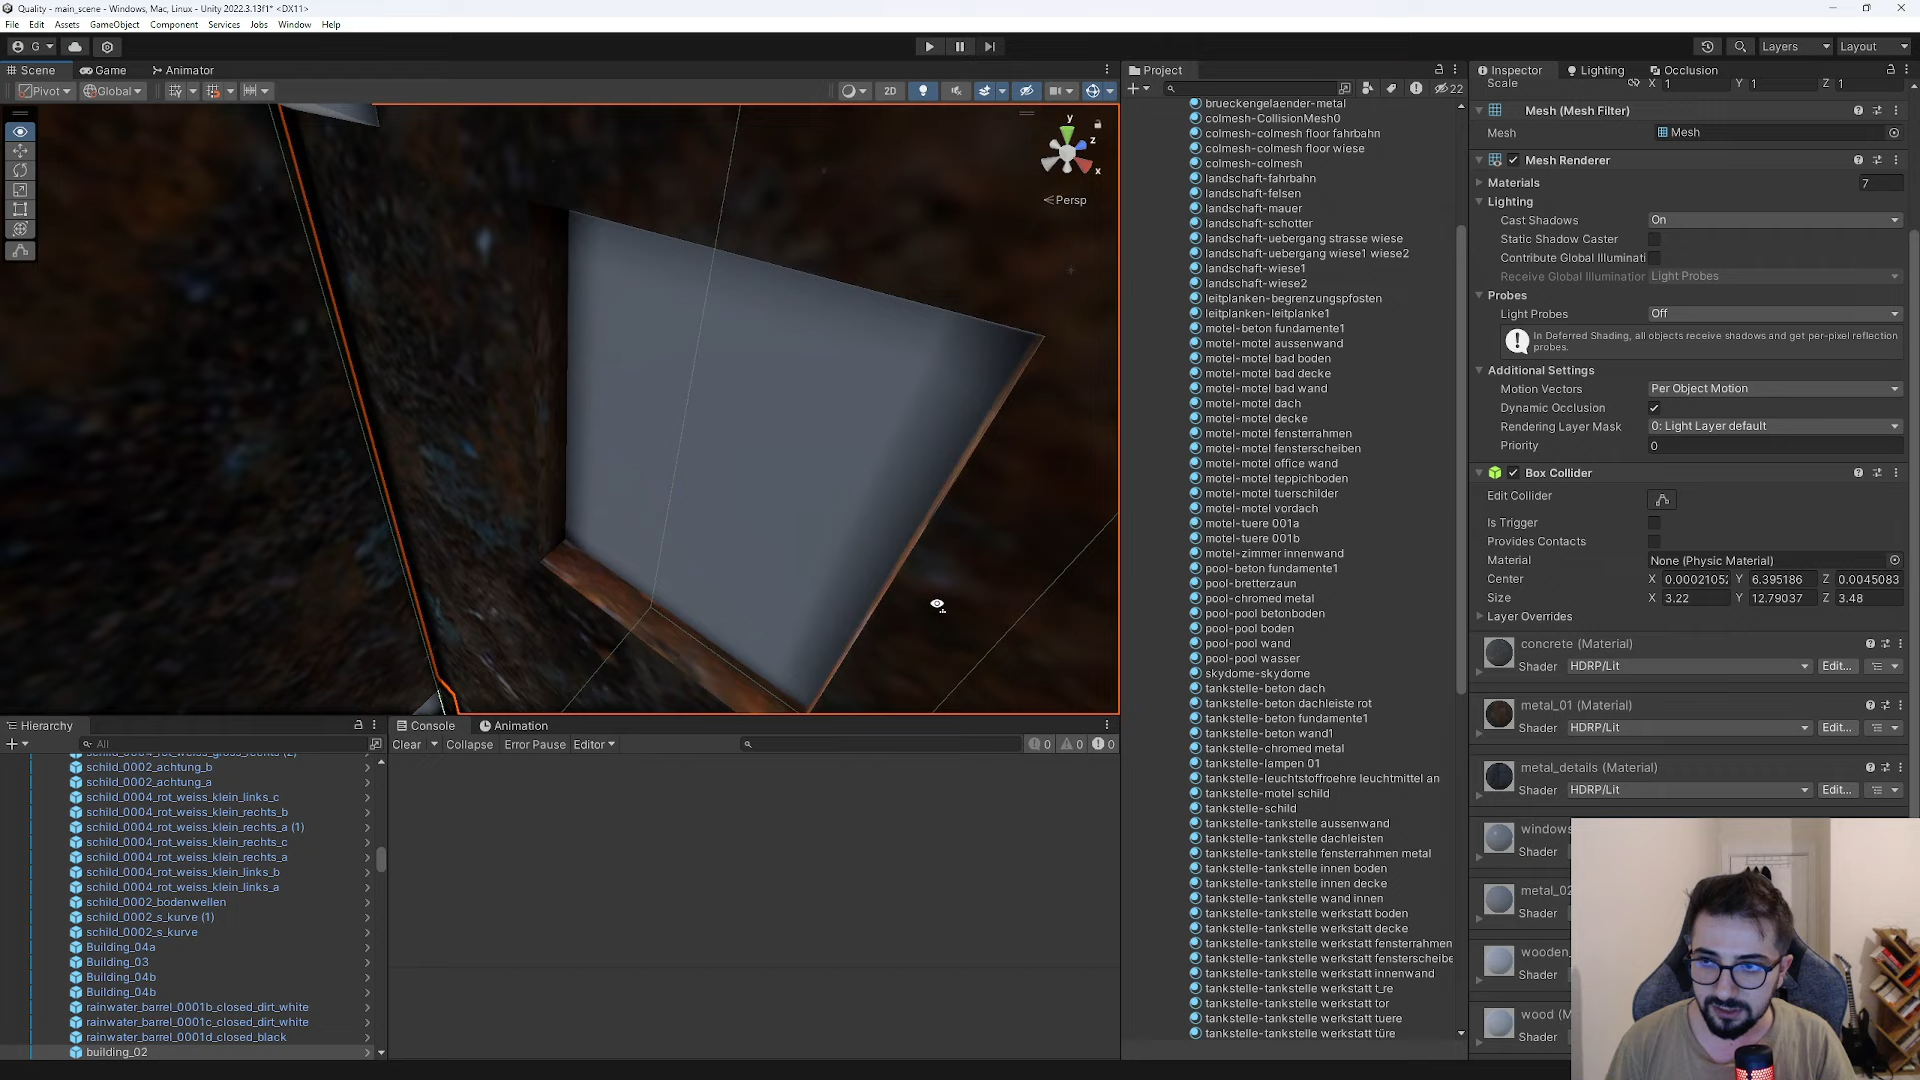 Quality - main_scene - Windows, Mac, Linux - Unity 2022.3.13f1* <DX11>
File Edit Assets GameObject Component Services Jobs Window Help
G Layers Layout
Scene Game Animator
Pivot Global 2D
y
z
x
Persp
Project
22
brueckengelaender-metal
colmesh-CollisionMesh0
colmesh-colmesh floor fahrbahn
colmesh-colmesh floor wiese
colmesh-colmesh
landschaft-fahrbahn
landschaft-felsen
landschaft-mauer
landschaft-schotter
landschaft-uebergang strasse wiese
landschaft-uebergang wiese1 wiese2
landschaft-wiese1
landschaft-wiese2
leitplanken-begrenzungspfosten
leitplanken-leitplanke1
motel-beton fundamente1
motel-motel aussenwand
motel-motel bad boden
motel-motel bad decke
motel-motel bad wand
motel-motel dach
motel-motel decke
motel-motel fensterrahmen
motel-motel fensterscheiben
motel-motel office wand
motel-motel teppichboden
motel-motel tuerschilder
motel-motel vordach
motel-tuere 001a
motel-tuere 001b
motel-zimmer innenwand
pool-beton fundamente1
pool-bretterzaun
pool-chromed metal
pool-pool betonboden
pool-pool boden
pool-pool wand
pool-pool wasser
skydome-skydome
tankstelle-beton dach
tankstelle-beton dachleiste rot
tankstelle-beton fundamente1
tankstelle-beton wand1
tankstelle-chromed metal
tankstelle-lampen 01
tankstelle-leuchtstoffroehre leuchtmittel an
tankstelle-motel schild
tankstelle-schild
tankstelle-tankstelle aussenwand
tankstelle-tankstelle dachleisten
tankstelle-tankstelle fensterrahmen metal
tankstelle-tankstelle innen boden
tankstelle-tankstelle innen decke
tankstelle-tankstelle wand innen
tankstelle-tankstelle werkstatt boden
tankstelle-tankstelle werkstatt decke
tankstelle-tankstelle werkstatt fensterrahmen
tankstelle-tankstelle werkstatt fensterscheibe
tankstelle-tankstelle werkstatt innenwand
tankstelle-tankstelle werkstatt t_re
tankstelle-tankstelle werkstatt tor
tankstelle-tankstelle werkstatt tuere
tankstelle-tankstelle werkstatt türe
Inspector Lighting Occlusion
Scale X 1 Y 1 Z 1
Mesh (Mesh Filter)
Mesh Mesh
Mesh Renderer
Materials 7
Lighting
Cast Shadows On
Static Shadow Caster
Contribute Global Illuminati
Receive Global Illumination Light Probes
Probes
Light Probes Off
In Deferred Shading, all objects receive shadows and get per-pixel reflection
probes.
Additional Settings
Motion Vectors Per Object Motion
Dynamic Occlusion
Rendering Layer Mask 0: Light Layer default
Priority 0
Box Collider
Edit Collider
Is Trigger
Provides Contacts
Material None (Physic Material)
Center X 0.00021052 Y 6.395186 Z 0.0045083
Size X 3.22 Y 12.79037 Z 3.48
Layer Overrides
concrete (Material)
Shader HDRP/Lit Edit...
metal_01 (Material)
Shader HDRP/Lit Edit...
metal_details (Material)
Shader HDRP/Lit Edit...
windows
Shader
metal_02
Shader
wooden_
Shader
wood (M
Shader
Hierarchy
All
schild_0004_rot_weiss_gross_rechts (2)
schild_0002_achtung_b
schild_0002_achtung_a
schild_0004_rot_weiss_klein_links_c
schild_0004_rot_weiss_klein_rechts_b
schild_0004_rot_weiss_klein_rechts_a (1)
schild_0004_rot_weiss_klein_rechts_c
schild_0004_rot_weiss_klein_rechts_a
schild_0004_rot_weiss_klein_links_b
schild_0004_rot_weiss_klein_links_a
schild_0002_bodenwellen
schild_0002_s_kurve (1)
schild_0002_s_kurve
Building_04a
Building_03
Building_04b
Building_04b
rainwater_barrel_0001b_closed_dirt_white
rainwater_barrel_0001c_closed_dirt_white
rainwater_barrel_0001d_closed_black
building_02
Console Animation
Clear Collapse Error Pause Editor 0 0 0